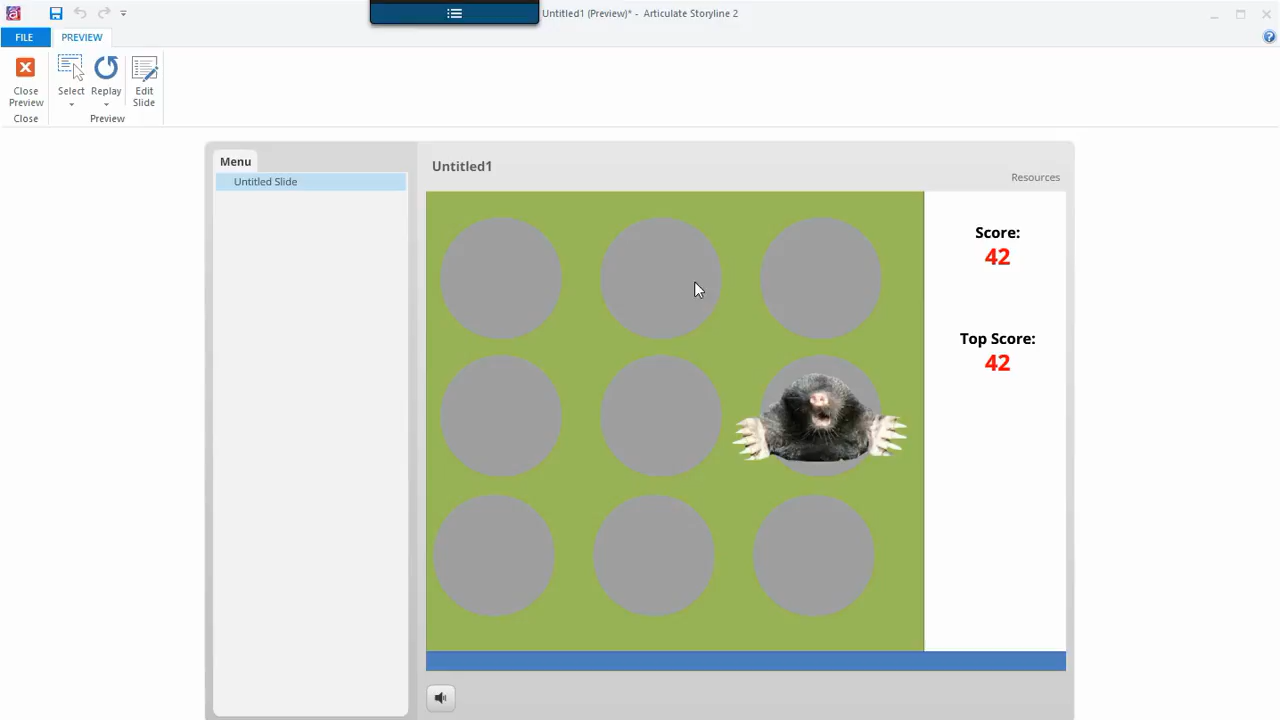 Untitled1 (Preview)* - Articulate Storyline 2
FILE
PREVIEW
Close Preview
Select
Replay
Edit Slide
Close
Preview
Menu
Untitled Slide
Untitled1
Resources
Score:
42
Top Score:
42